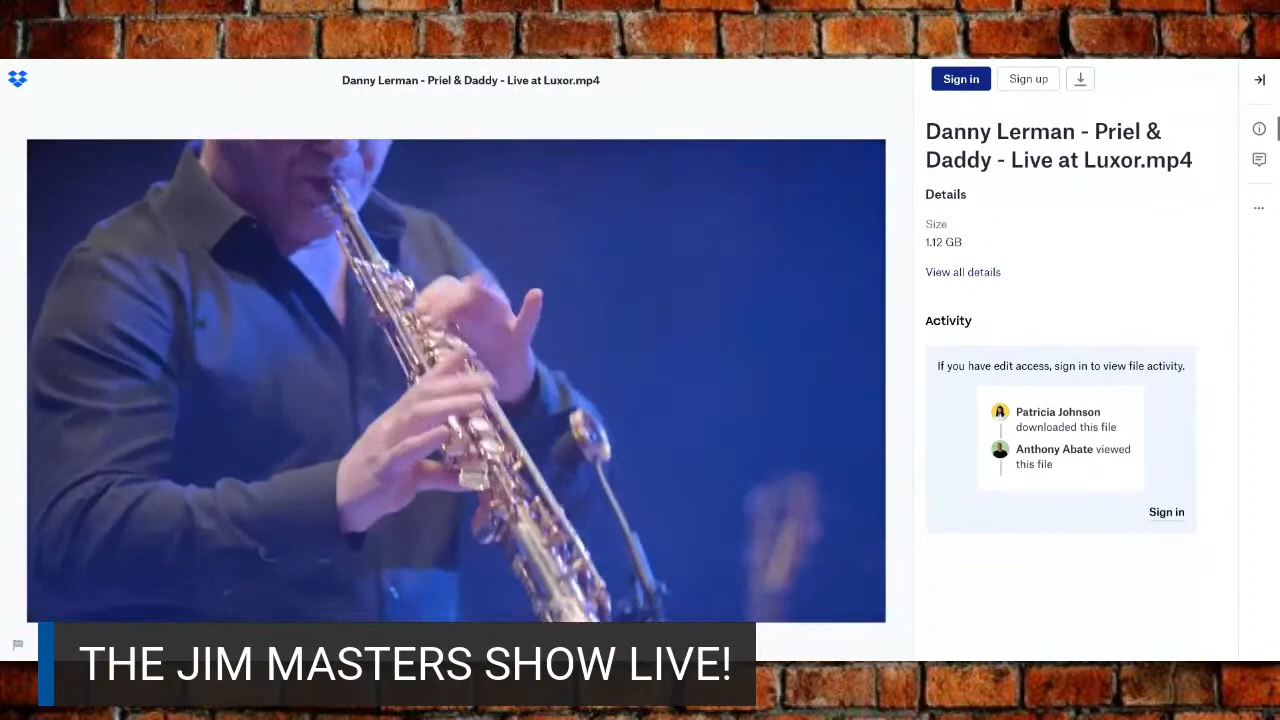 Danny Lerman - Priel & Daddy - Live at Luxor.mp4
Sign in
Sign up
Danny Lerman - Priel &
Daddy - Live at Luxor.mp4
Details
Size
1.12 GB
View all details
Activity
If you have edit access, sign in to view file activity.
Patricia Johnson
downloaded this file
Anthony Abate viewed
this file
Sign in
THE JIM MASTERS SHOW LIVE!